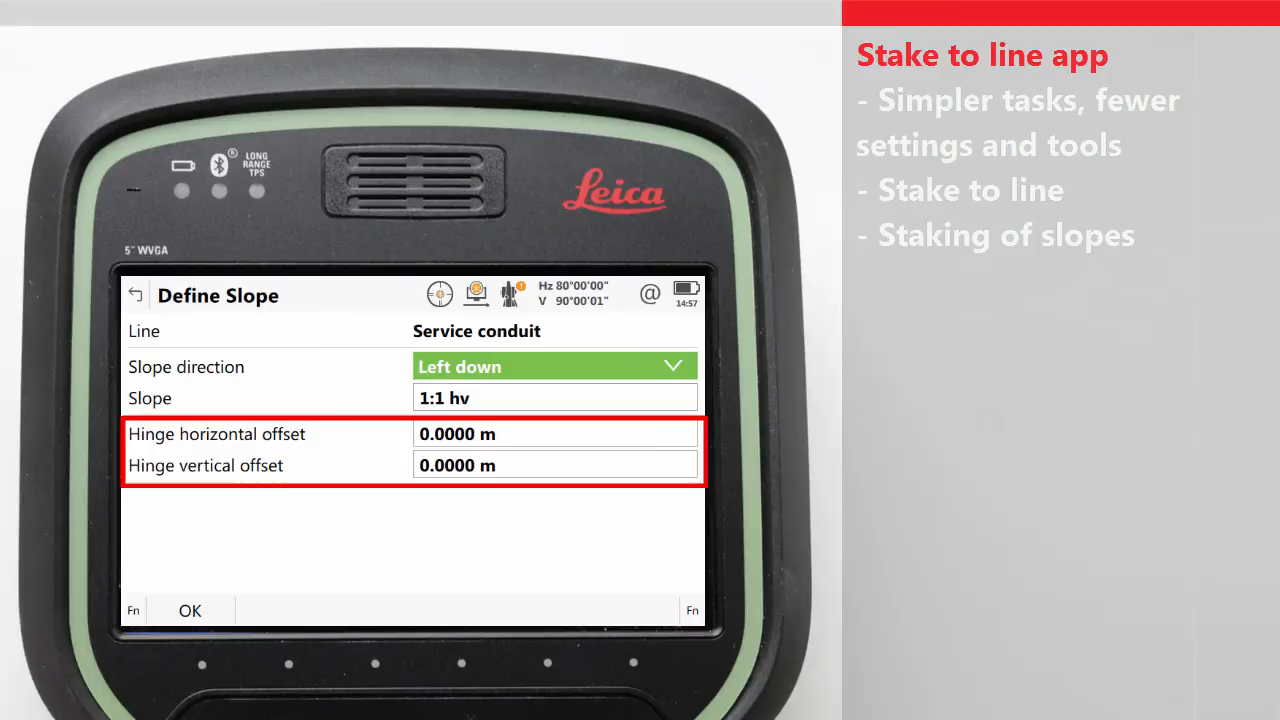 Stake to line app
- Simpler tasks, fewer
settings and tools
- Stake to line
- Staking of slopes
LONG
RANGE
TPS
Leica
5" WVGA
Define Slope
Hz 80°00'00"
V 90°00'01"
@
14:57
Line Service conduit
Slope direction Left down
Slope 1:1 hv
Hinge horizontal offset 0.0000 m
Hinge vertical offset 0.0000 m
Fn OK Fn